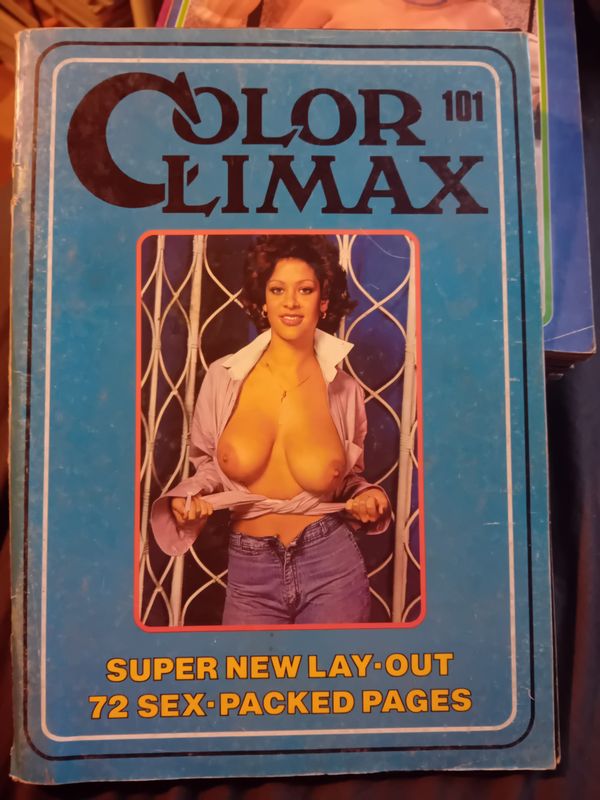 COLOR 101
CLIMAX
SUPER NEW LAY-OUT
72 SEX-PACKED PAGES